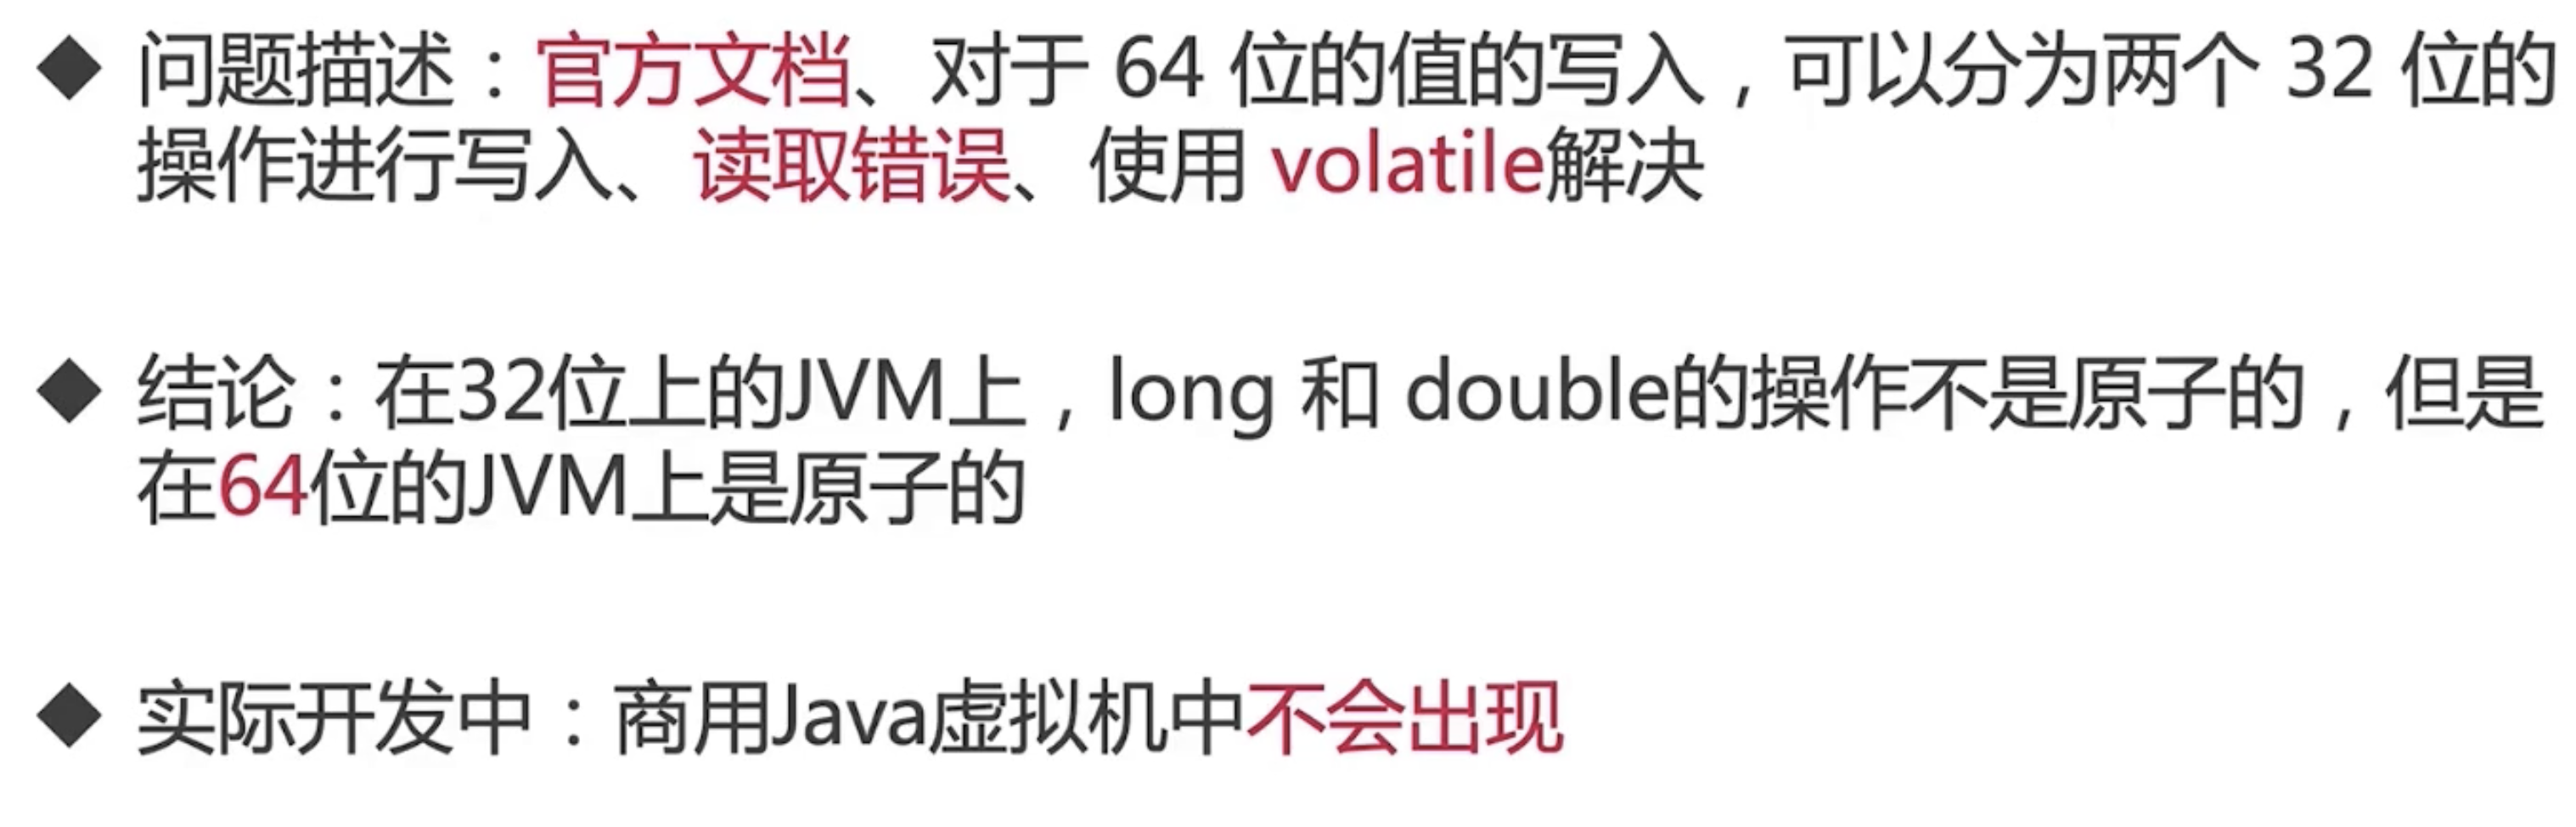 ◆ 问题描述：官方文档、对于 64 位的值的写入，可以分为两个 32 位的
操作进行写入、读取错误、使用 volatile解决
◆ 结论：在32位上的JVM上，long 和 double的操作不是原子的，但是
在64位的JVM上是原子的
◆ 实际开发中：商用Java虚拟机中不会出现